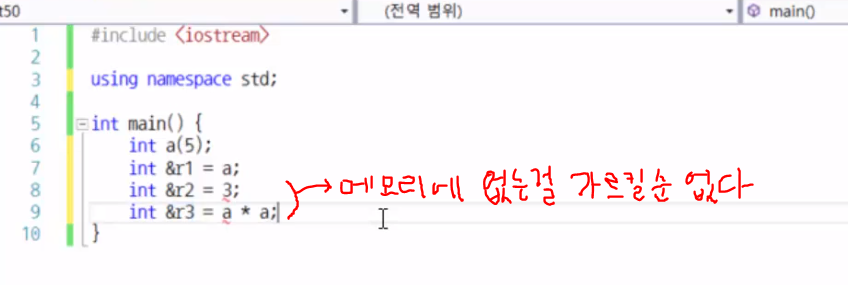 t50 (전역 범위) main()
1 #include <iostream>
2
3 using namespace std;
4
5 int main() {
6 int a(5);
7 int &r1 = a;
8 int &r2 = 3;
9 int &r3 = a * a;
10 }
메모리에 없는걸 가르킬순 없다